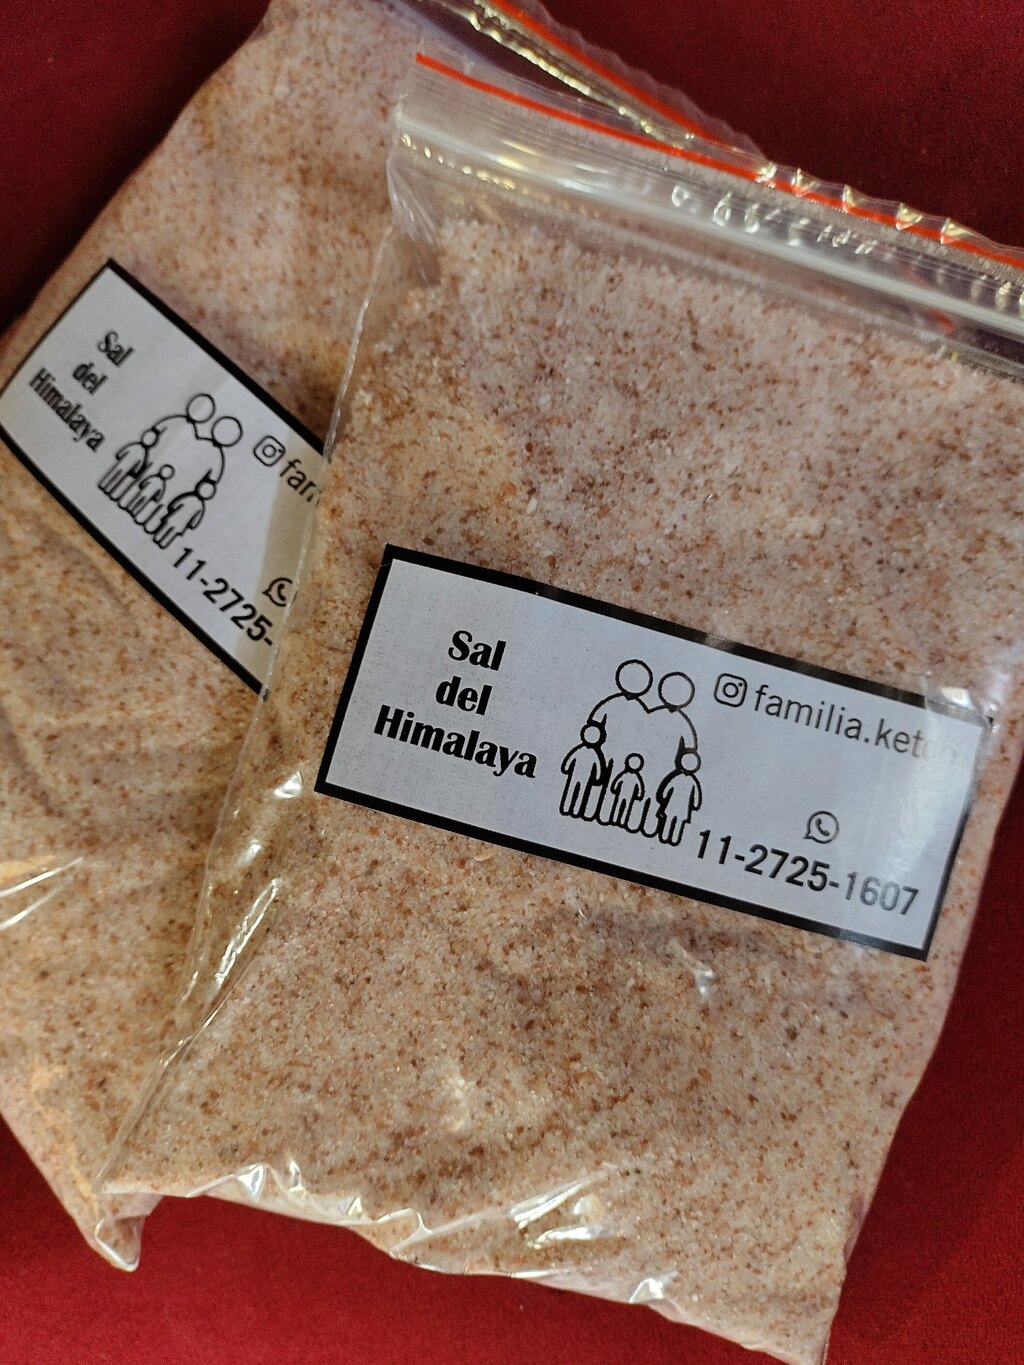 Sal
del
Himalaya
11-2725-
Sal
del
Himalaya
familia.keto
11-2725-1607